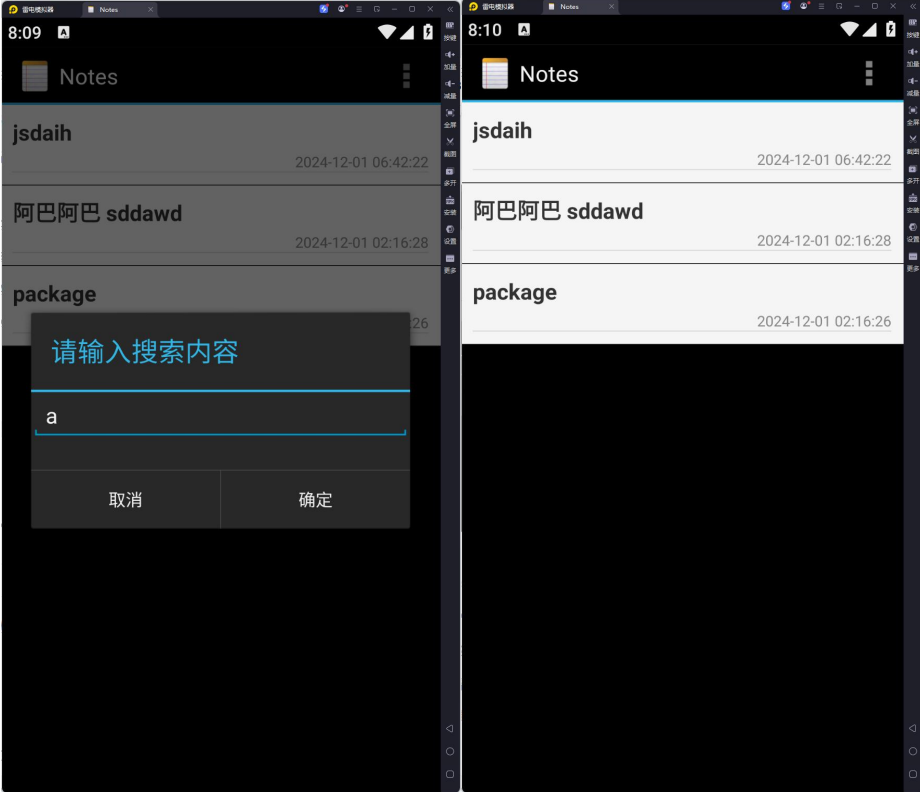 雷电模拟器
Notes
8:09
A
Notes
jsdaih
2024-12-01 06:42:22
阿巴阿巴 sddawd
2024-12-01 02:16:28
package
:26
请输入搜索内容
a
取消
确定
按键
加量
减量
全屏
截图
多开
安装
设置
更多
雷电模拟器
Notes
8:10
A
Notes
jsdaih
2024-12-01 06:42:22
阿巴阿巴 sddawd
2024-12-01 02:16:28
package
2024-12-01 02:16:26
按键
加量
减量
全屏
截图
多开
安装
设置
更多